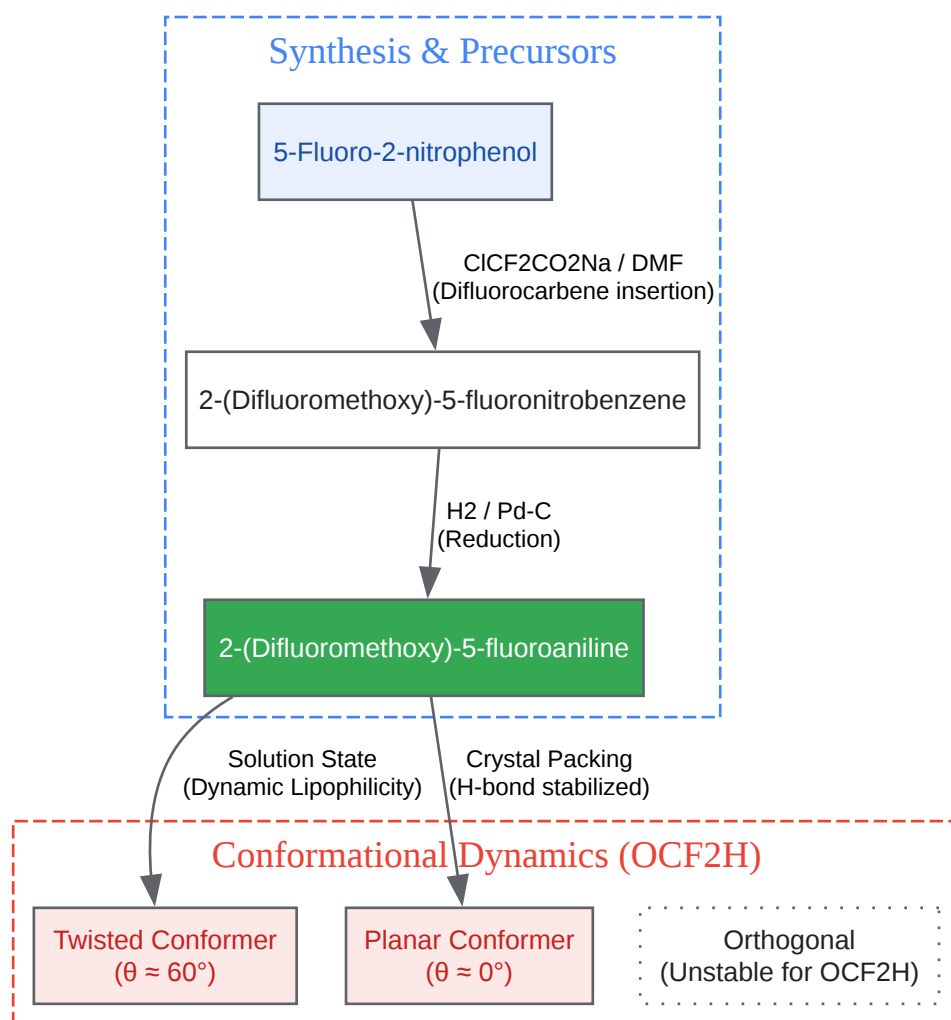 Synthesis & Precursors
5-Fluoro-2-nitrophenol
ClCF2CO2Na / DMF
(Difluorocarbene insertion)
2-(Difluoromethoxy)-5-fluoronitrobenzene
H2 / Pd-C
(Reduction)
2-(Difluoromethoxy)-5-fluoroaniline
Solution State
(Dynamic Lipophilicity)
Crystal Packing
(H-bond stabilized)
Conformational Dynamics (OCF2H)
Twisted Conformer
(θ ≈ 60°)
Planar Conformer
(θ ≈ 0°)
Orthogonal
(Unstable for OCF2H)